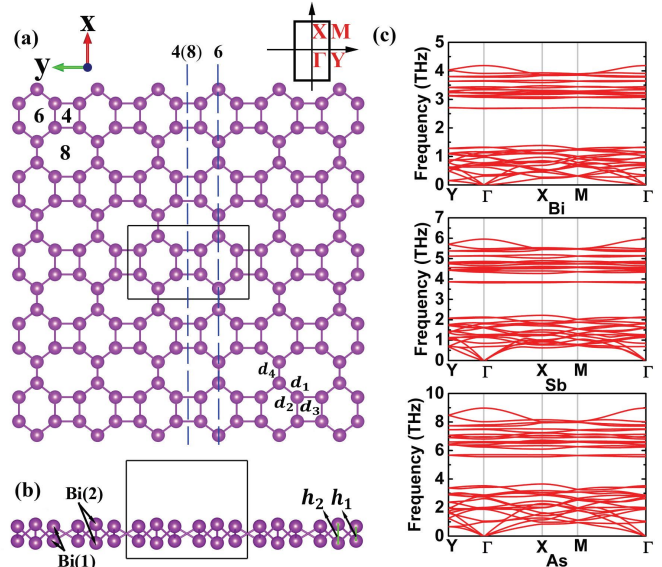 (a)
x
y
4(8)
6
X M
Γ Y
6 4
8
d₄
d₁
d₂ d₃
(b)
Bi(2)
Bi(1)
h₂ h₁
(c)
Frequency (THz)
5
4
3
2
1
0
Y Γ X M Γ
Bi
Frequency (THz)
7
6
5
4
3
2
1
0
Y Γ X M Γ
Sb
Frequency (THz)
10
8
6
4
2
0
Y Γ X M Γ
As